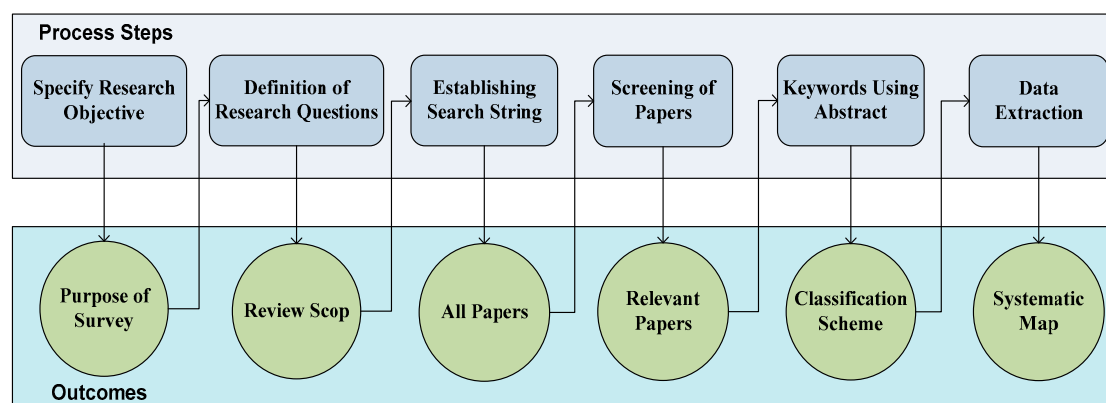 Process Steps
Specify Research
Objective
Definition of
Research Questions
Establishing
Search String
Screening of
Papers
Keywords Using
Abstract
Data
Extraction
Purpose of
Survey
Review Scop
All Papers
Relevant
Papers
Classification
Scheme
Systematic
Map
Outcomes